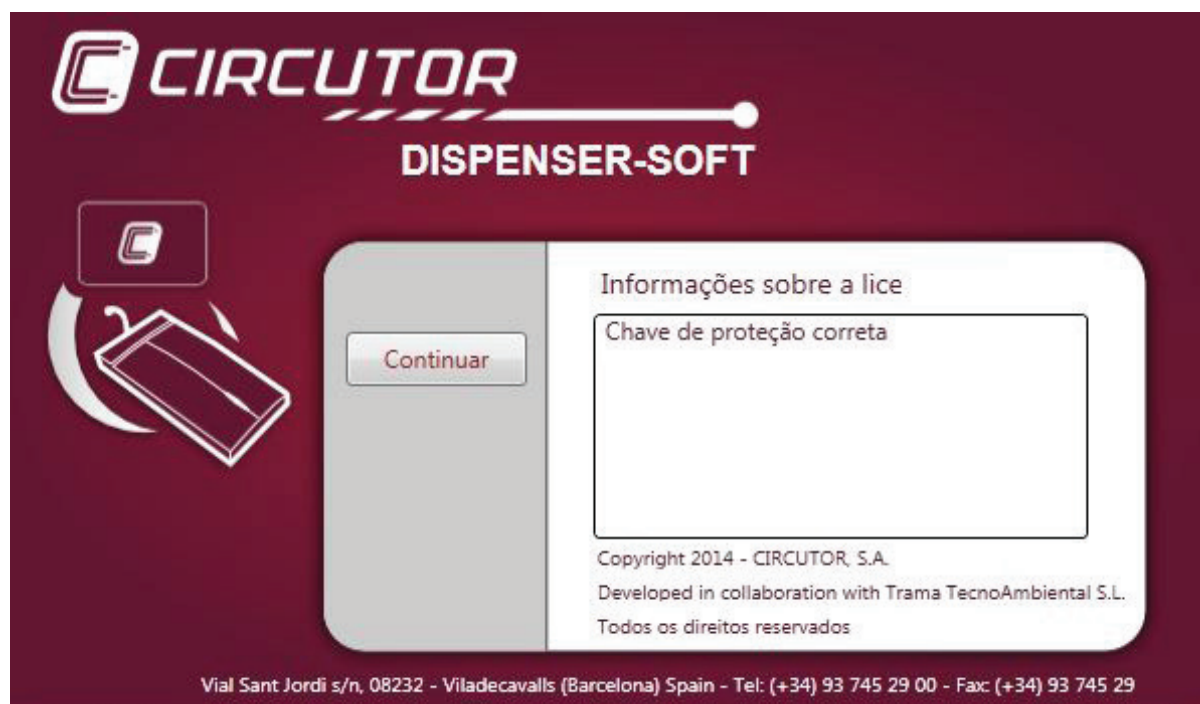 CIRCUTOR
DISPENSER-SOFT
Informações sobre a lice
Continuar
Chave de proteção correta
Copyright 2014 - CIRCUTOR, S.A.
Developed in collaboration with Trama TecnoAmbiental S.L.
Todos os direitos reservados
Vial Sant Jordi s/n, 08232 - Viladecavalls (Barcelona) Spain - Tel: (+34) 93 745 29 00 - Fax: (+34) 93 745 29